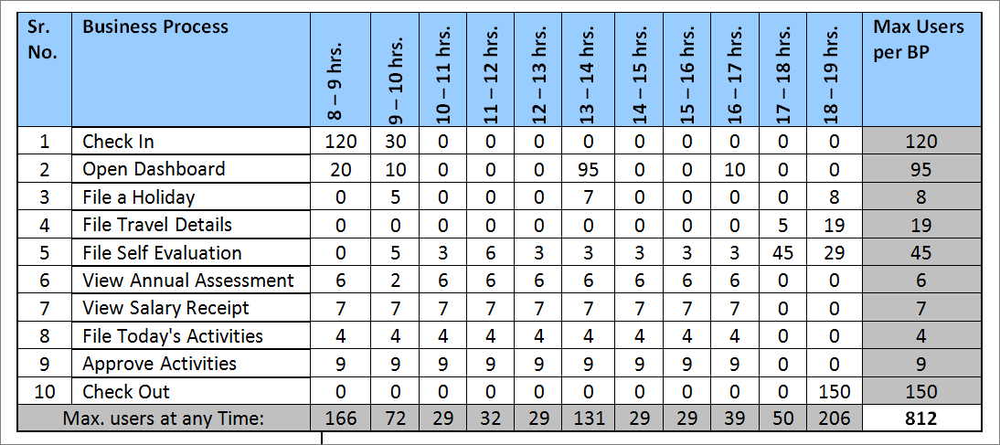 Sr. No. Business Process 8 – 9 hrs. 9 – 10 hrs. 10 – 11 hrs. 11 – 12 hrs. 12 – 13 hrs. 13 – 14 hrs. 14 – 15 hrs. 15 – 16 hrs. 16 – 17 hrs. 17 – 18 hrs. 18 – 19 hrs. Max Users per BP
1 Check In 120 30 0 0 0 0 0 0 0 0 0 120
2 Open Dashboard 20 10 0 0 0 95 0 0 10 0 0 95
3 File a Holiday 0 5 0 0 0 7 0 0 0 0 8 8
4 File Travel Details 0 0 0 0 0 0 0 0 0 5 19 19
5 File Self Evaluation 0 5 3 6 3 3 3 3 3 45 29 45
6 View Annual Assessment 6 2 6 6 6 6 6 6 6 0 0 6
7 View Salary Receipt 7 7 7 7 7 7 7 7 7 0 0 7
8 File Today's Activities 4 4 4 4 4 4 4 4 4 0 0 4
9 Approve Activities 9 9 9 9 9 9 9 9 9 0 0 9
10 Check Out 0 0 0 0 0 0 0 0 0 0 150 150
Max. users at any Time: 166 72 29 32 29 131 29 29 39 50 206 812